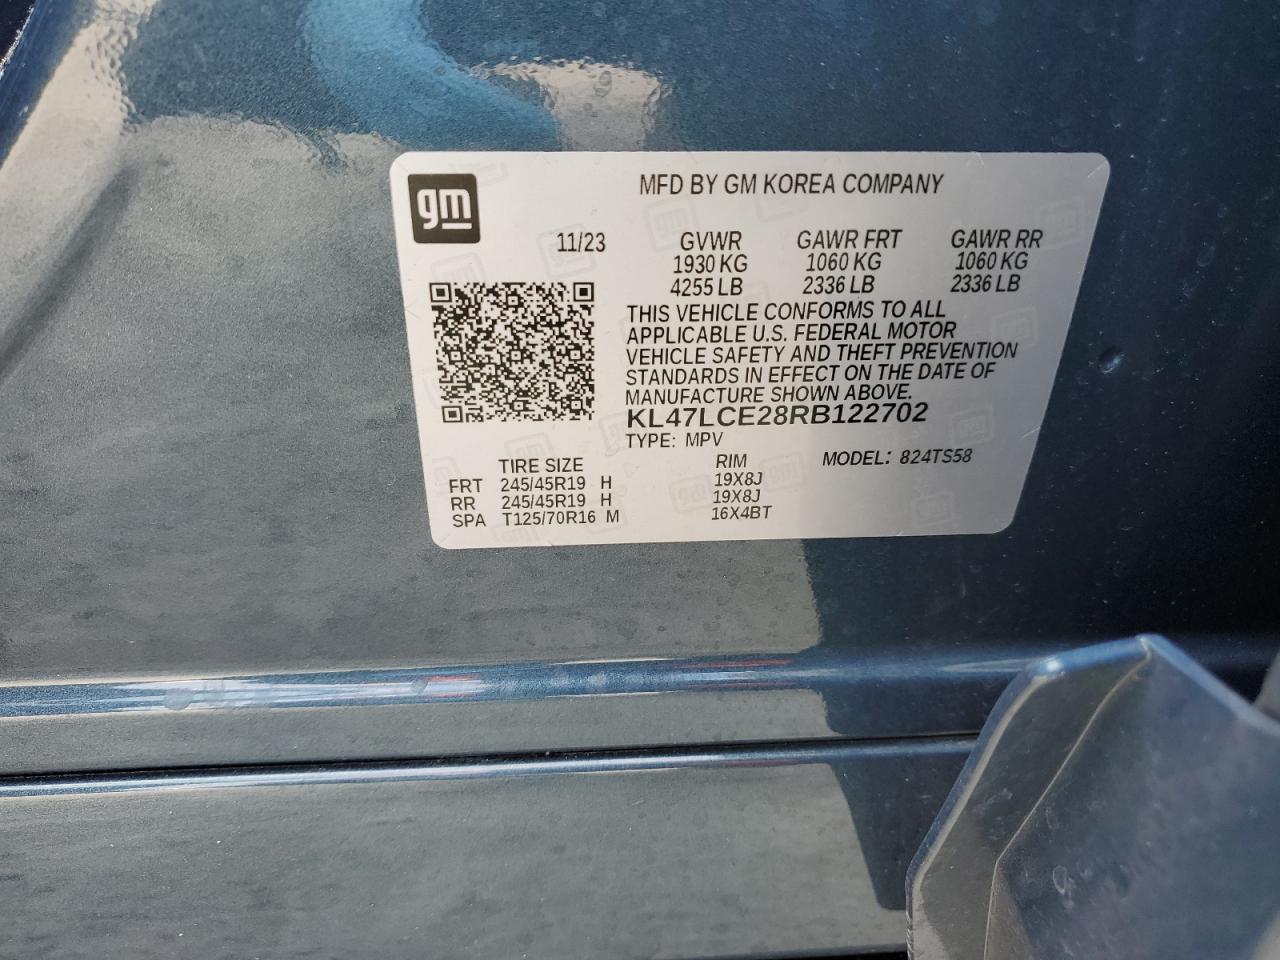 gm
MFD BY GM KOREA COMPANY
11/23 GVWR GAWR FRT GAWR RR
1930 KG 1060 KG 1060 KG
4255 LB 2336 LB 2336 LB
THIS VEHICLE CONFORMS TO ALL
APPLICABLE U.S. FEDERAL MOTOR
VEHICLE SAFETY AND THEFT PREVENTION
STANDARDS IN EFFECT ON THE DATE OF
MANUFACTURE SHOWN ABOVE.
KL47LCE28RB122702
TYPE: MPV
TIRE SIZE RIM MODEL: 824TS58
FRT 245/45R19 H 19X8J
RR 245/45R19 H 19X8J
SPA T125/70R16 M 16X4BT